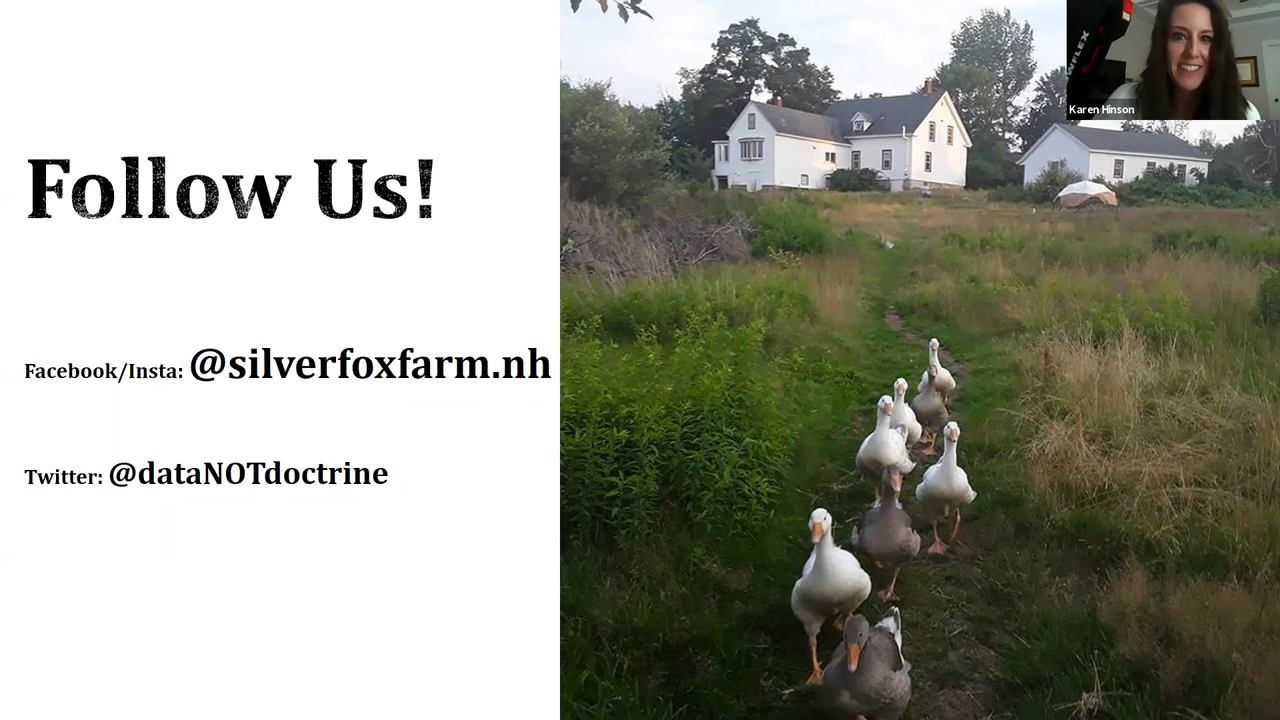 Follow Us!
Facebook/Insta: @silverfoxfarm.nh
Twitter: @dataNOTdoctrine
Karen Hinson